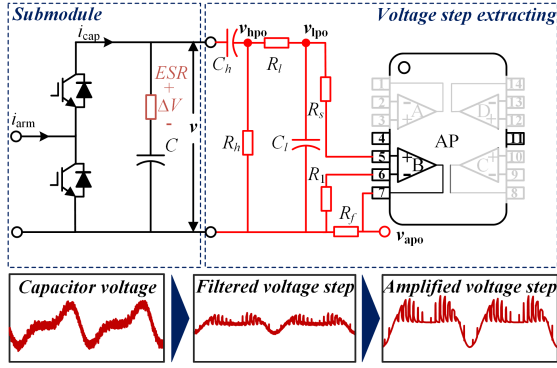 Submodule
Voltage step extracting
i_cap
v_hpo
v_lpo
C_h
R_l
ESR
+
ΔV
-
R_s
1
14
A
D
2
13
3
12
i_arm
v
4
AP
11
C
R_h
C_l
5
B
C
10
R_1
6
9
7
8
R_f
v_apo
Capacitor voltage
Filtered voltage step
Amplified voltage step